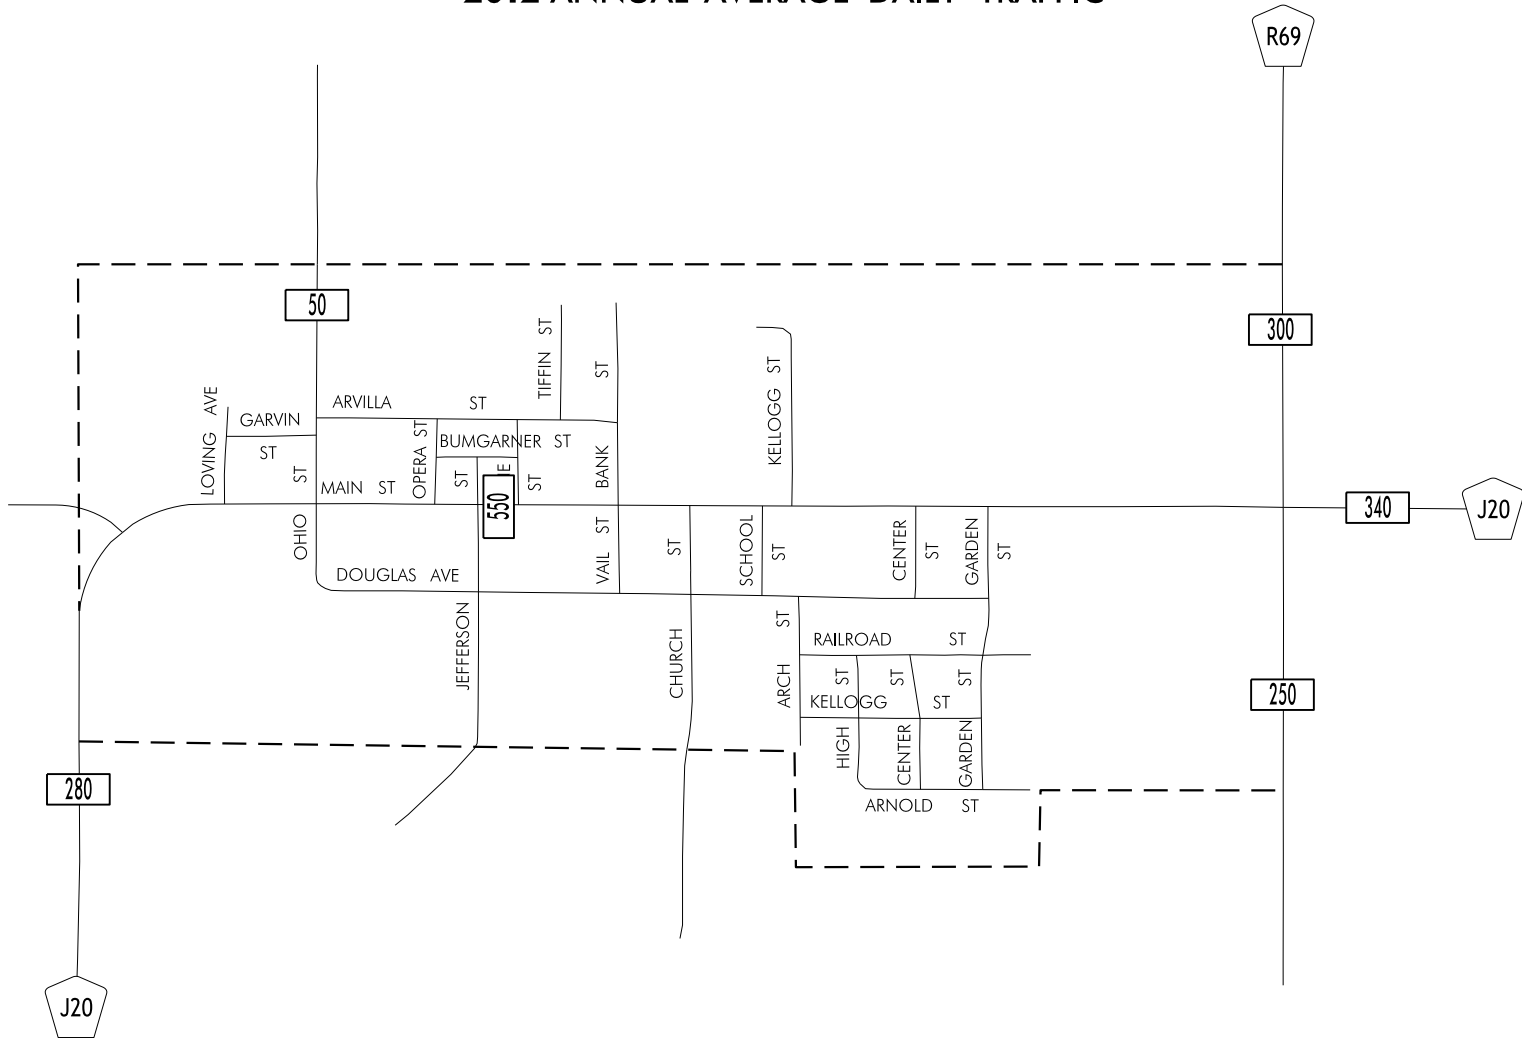 2012 ANNUAL AVERAGE DAILY TRAFFIC
R69
50
300
TIFFIN ST
ST
KELLOGG ST
LOVING AVE
ARVILLA ST
GARVIN
ST
OPERA ST
BUMGARNER ST
BANK
ST
MAIN ST
ST
ST
550
340
J20
OHIO
VAIL ST
ST
SCHOOL
ST
CENTER
ST
GARDEN
ST
DOUGLAS AVE
JEFFERSON
CHURCH
ARCH ST
RAILROAD ST
ST
ST
ST
KELLOGG ST
HIGH
CENTER
GARDEN
250
280
ARNOLD ST
J20